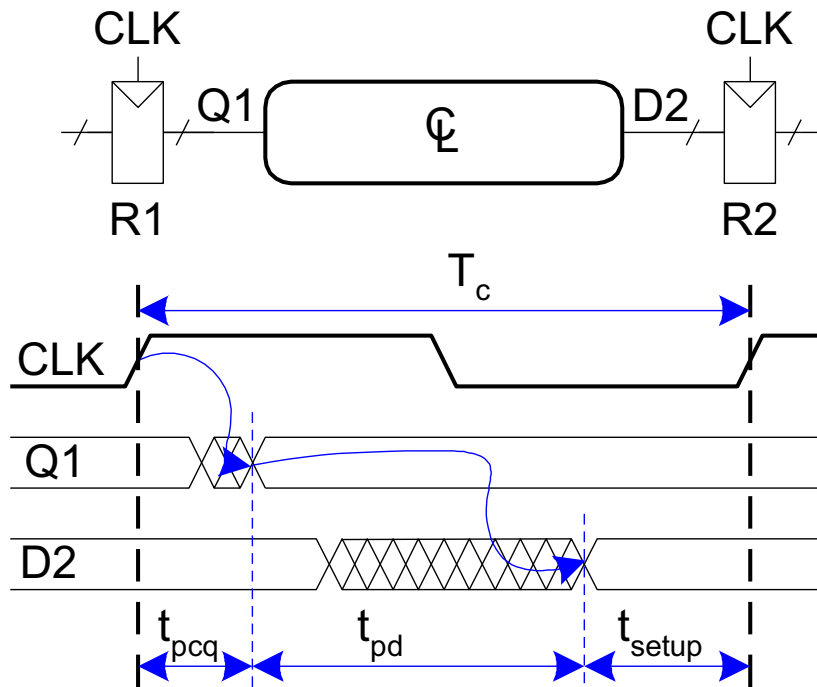 CLK CLK
Q1 CL D2
R1 R2
Tc
CLK
Q1
D2
tpcq tpd tsetup